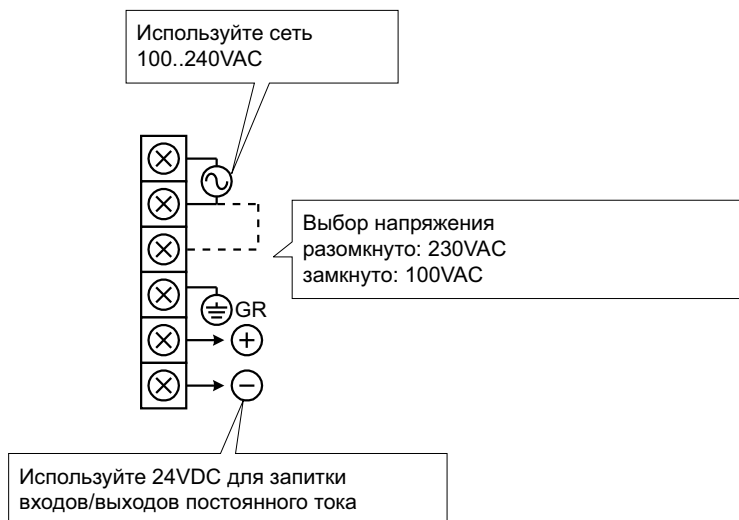 Используйте сеть
100..240VAC
Выбор напряжения
разомкнуто: 230VAC
замкнуто: 100VAC
GR
Используйте 24VDC для запитки
входов/выходов постоянного тока